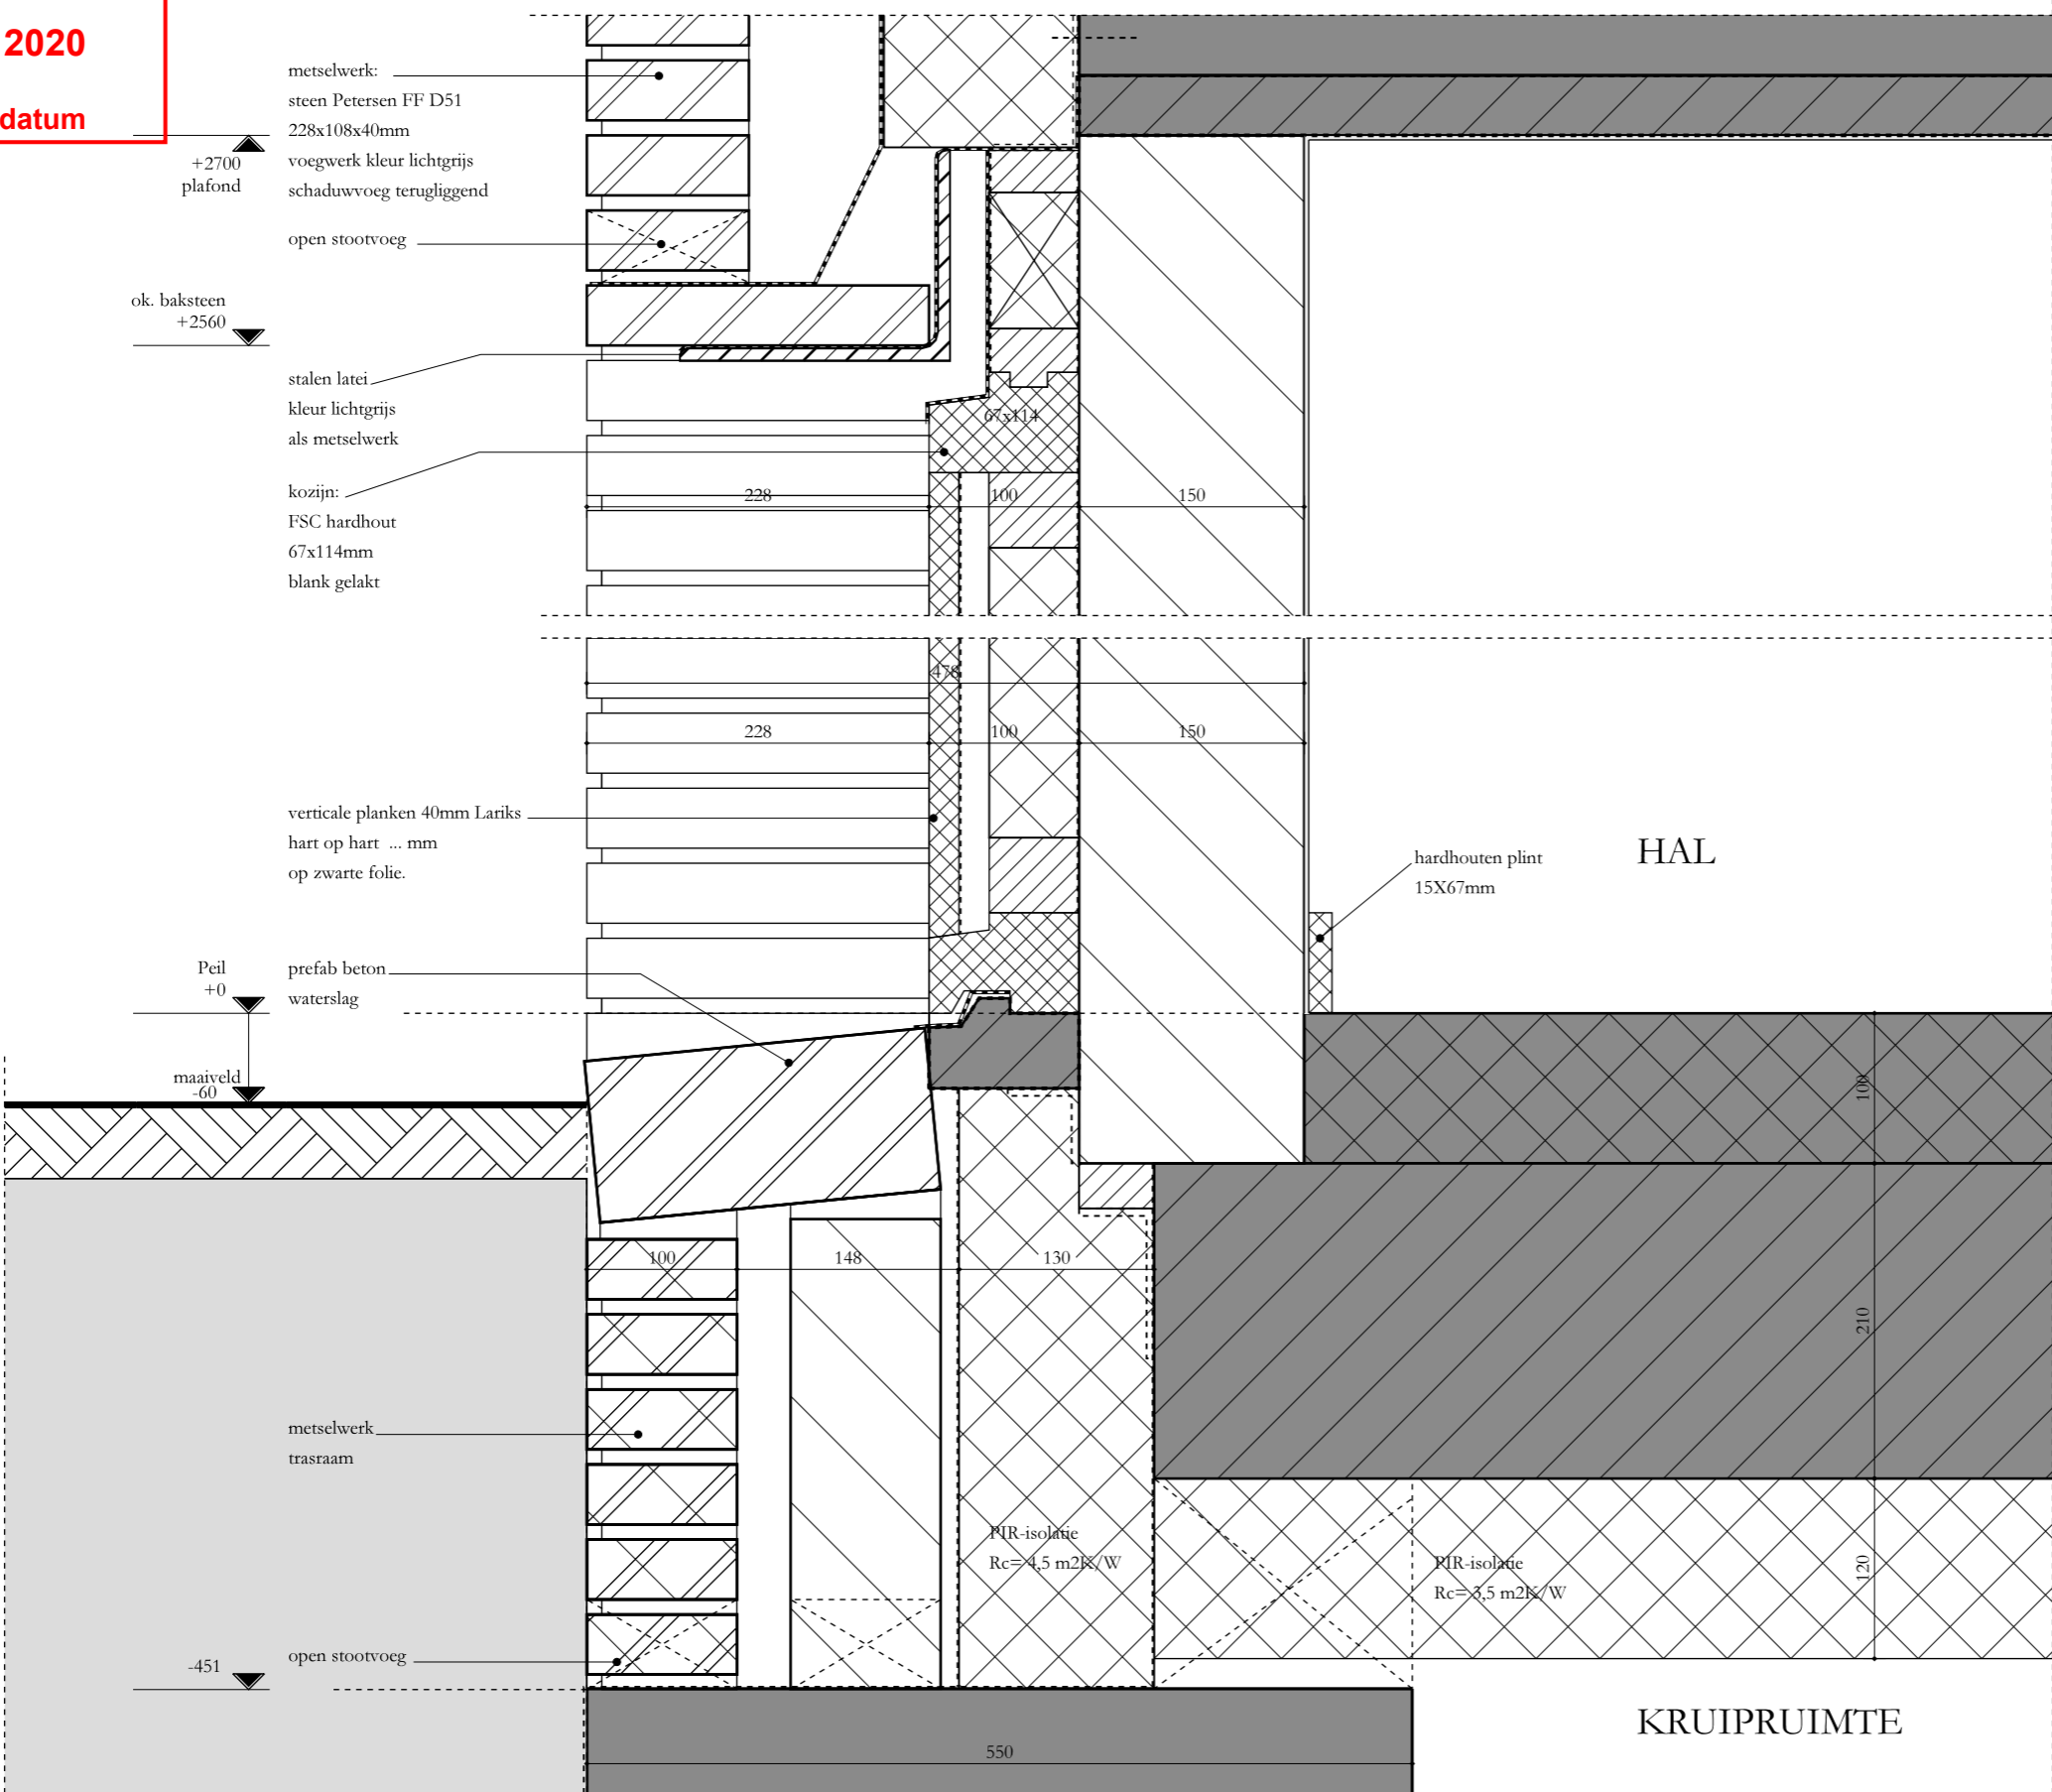 2020
datum
metselwerk:
steen Petersen FF D51
228x108x40mm
voegwerk kleur lichtgrijs
schaduwvoeg terugliggend
+2700
plafond
open stootvoeg
ok. baksteen
+2560
stalen latei
kleur lichtgrijs
als metselwerk
67x114
kozijn:
FSC hardhout
67x114mm
blank gelakt
228
100
150
478
228
100
150
verticale planken 40mm Lariks
hart op hart ... mm
op zwarte folie.
HAL
hardhouten plint
15X67mm
Peil
+0
prefab beton
waterslag
maaiveld
-60
100
100
148
130
210
metselwerk
trasraam
PIR-isolatie
Rc= 4,5 m2K/W
PIR-isolatie
Rc= 3,5 m2K/W
120
open stootvoeg
-451
KRUIPRUIMTE
550